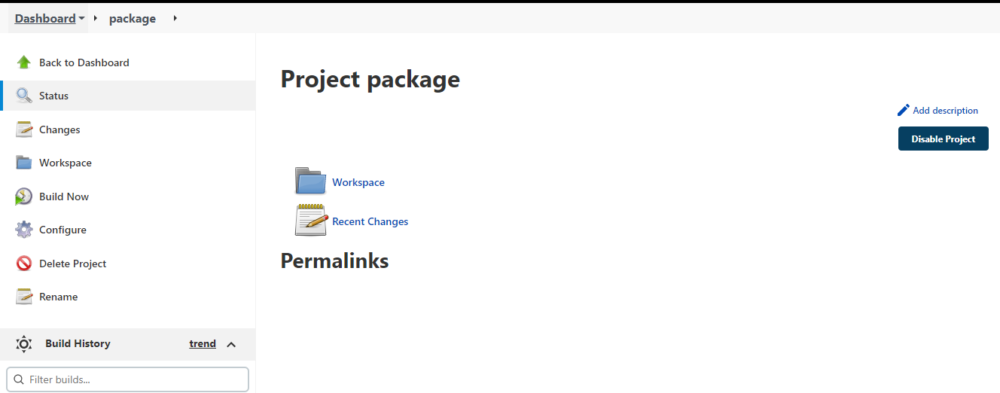 Dashboard
package
Back to Dashboard
Status
Changes
Workspace
Build Now
Configure
Delete Project
Rename
Build History
trend
Filter builds...
Project package
Add description
Disable Project
Workspace
Recent Changes
Permalinks